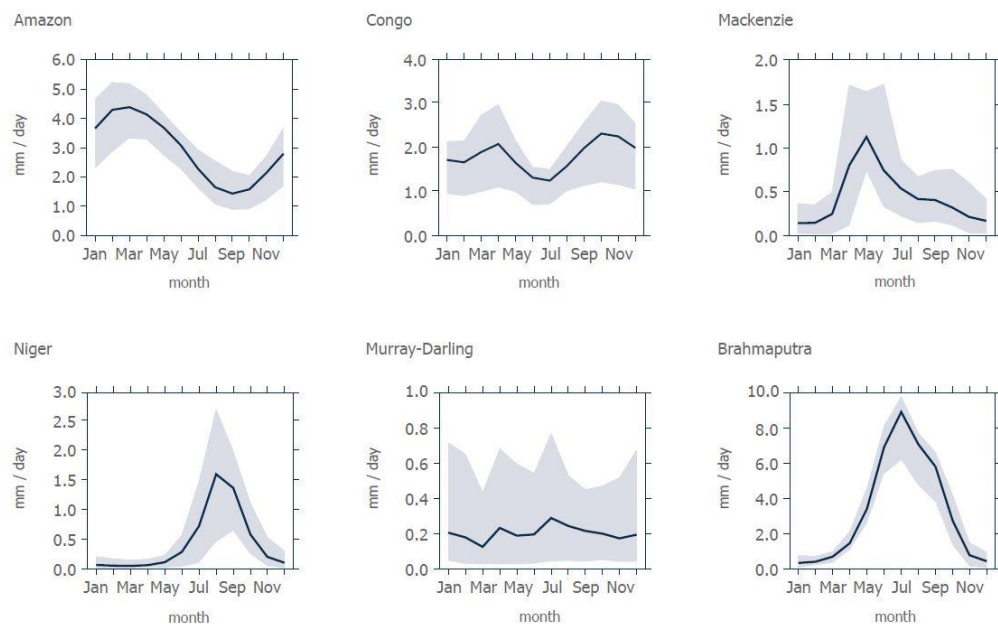 Amazon
Congo
Mackenzie
mm / day
6.0
5.0
4.0
3.0
2.0
1.0
0.0
Jan Mar May Jul Sep Nov
month
mm / day
4.0
3.0
2.0
1.0
0.0
Jan Mar May Jul Sep Nov
month
mm / day
2.0
1.5
1.0
0.5
0.0
Jan Mar May Jul Sep Nov
month
Niger
Murray-Darling
Brahmaputra
mm / day
3.0
2.5
2.0
1.5
1.0
0.5
0.0
Jan Mar May Jul Sep Nov
month
mm / day
1.0
0.8
0.6
0.4
0.2
0.0
Jan Mar May Jul Sep Nov
month
mm / day
10.0
8.0
6.0
4.0
2.0
0.0
Jan Mar May Jul Sep Nov
month